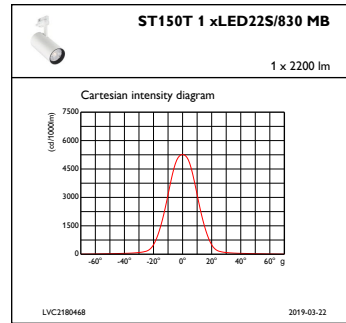 ST150T 1 xLED22S/830 MB
1 x 2200 lm
Cartesian intensity diagram
(cd/1000lm)
7500
6000
4500
3000
1500
0
-60° -40° -20° 0° 20° 40° 60° g
LVC2180468 2019-03-22